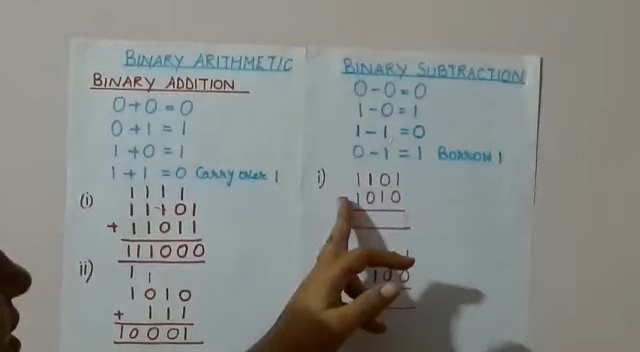 BINARY ARITHMETIC
BINARY ADDITION
0+0=0
0+1=1
1+0=1
1+1=0 Carry over 1
(i)
1 1 1 1
1 1 1 0 1
+ 1 1 0 1 1
1 1 1 0 0 0
ii)
1 1
1 0 1 0
+ 1 1 1
1 0 0 0 1
BINARY SUBTRACTION
0-0=0
1-0=1
1-1=0
0-1=1 Borrow 1
i)
1 1 0 1
- 1 0 1 0
1 0 0